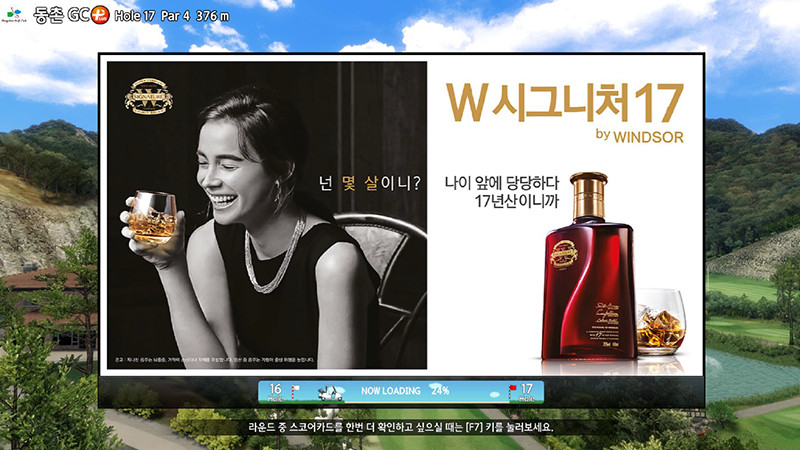 동촌 GC Hole 17 Par 4 376 m
SIGNATURE
W
넌 몇 살이니?
W 시그니처 17
by WINDSOR
나이 앞에 당당하다
17년산이니까
16
Hole
NOW LOADING 24%
17
Hole
라운드 중 스코어카드를 한번 더 확인하고 싶으실 때는 [F7] 키를 눌러보세요.